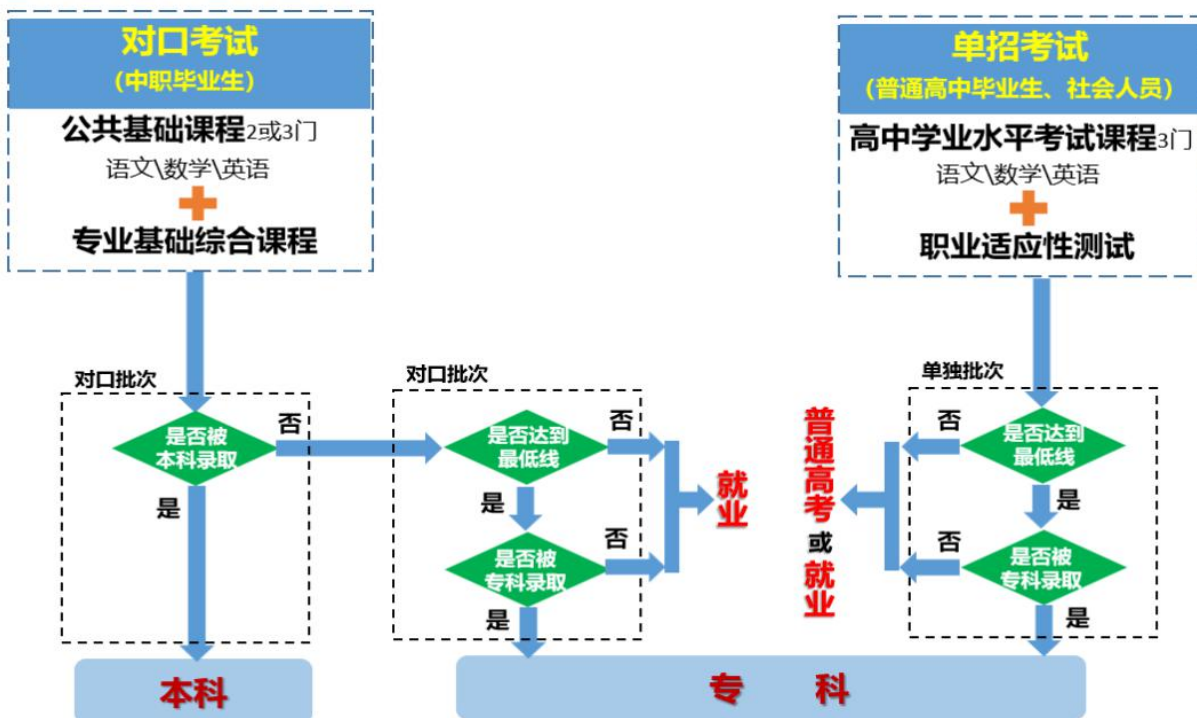 对口考试
（中职毕业生）
公共基础课程2或3门
语文\数学\英语
专业基础综合课程
单招考试
（普通高中毕业生、社会人员）
高中学业水平考试课程3门
语文\数学\英语
职业适应性测试
对口批次
是否被
本科录取
否
是
本科
对口批次
是否达到
最低线
否
是
是否被
专科录取
否
是
就业
普通高考
或
就业
单独批次
是否达到
最低线
否
是
是否被
专科录取
否
是
专 科